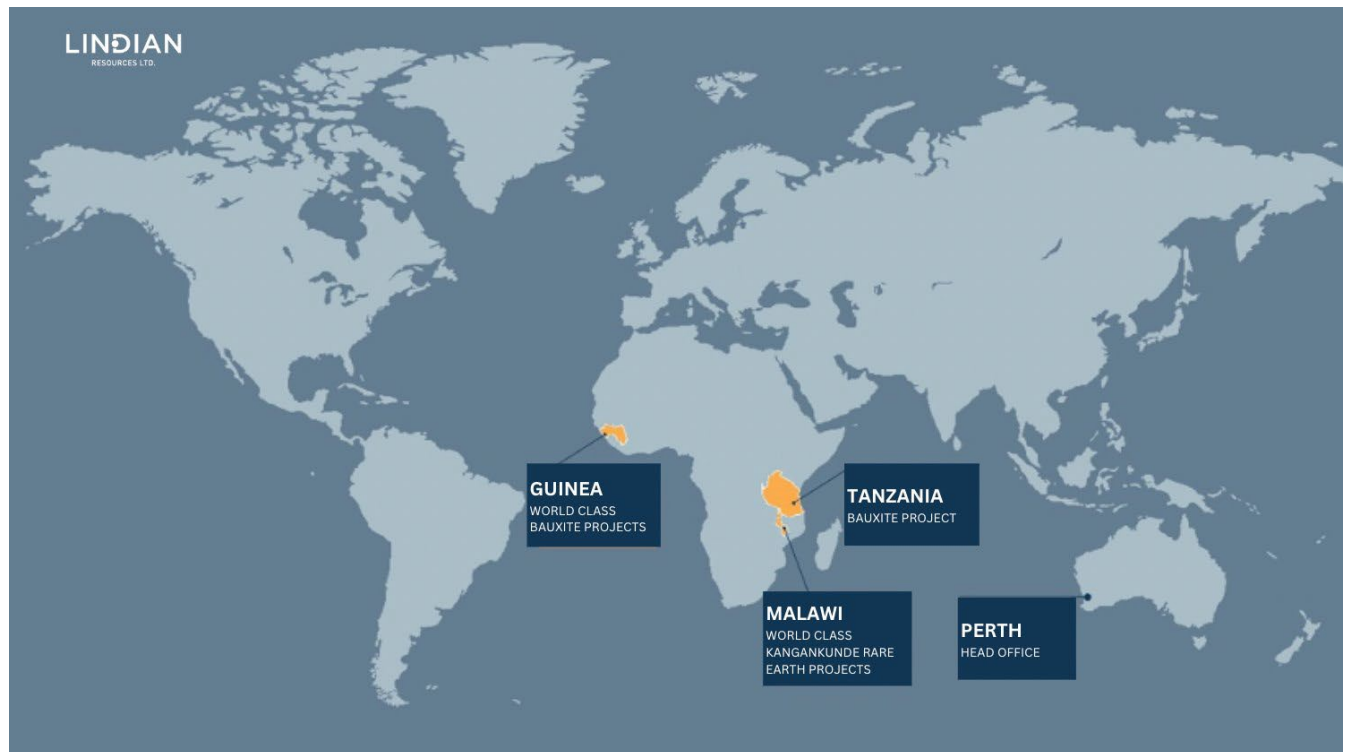 LINDIAN
RESOURCES LTD.
GUINEA
WORLD CLASS
BAUXITE PROJECTS
TANZANIA
BAUXITE PROJECT
MALAWI
WORLD CLASS
KANGANKUNDE RARE
EARTH PROJECTS
PERTH
HEAD OFFICE